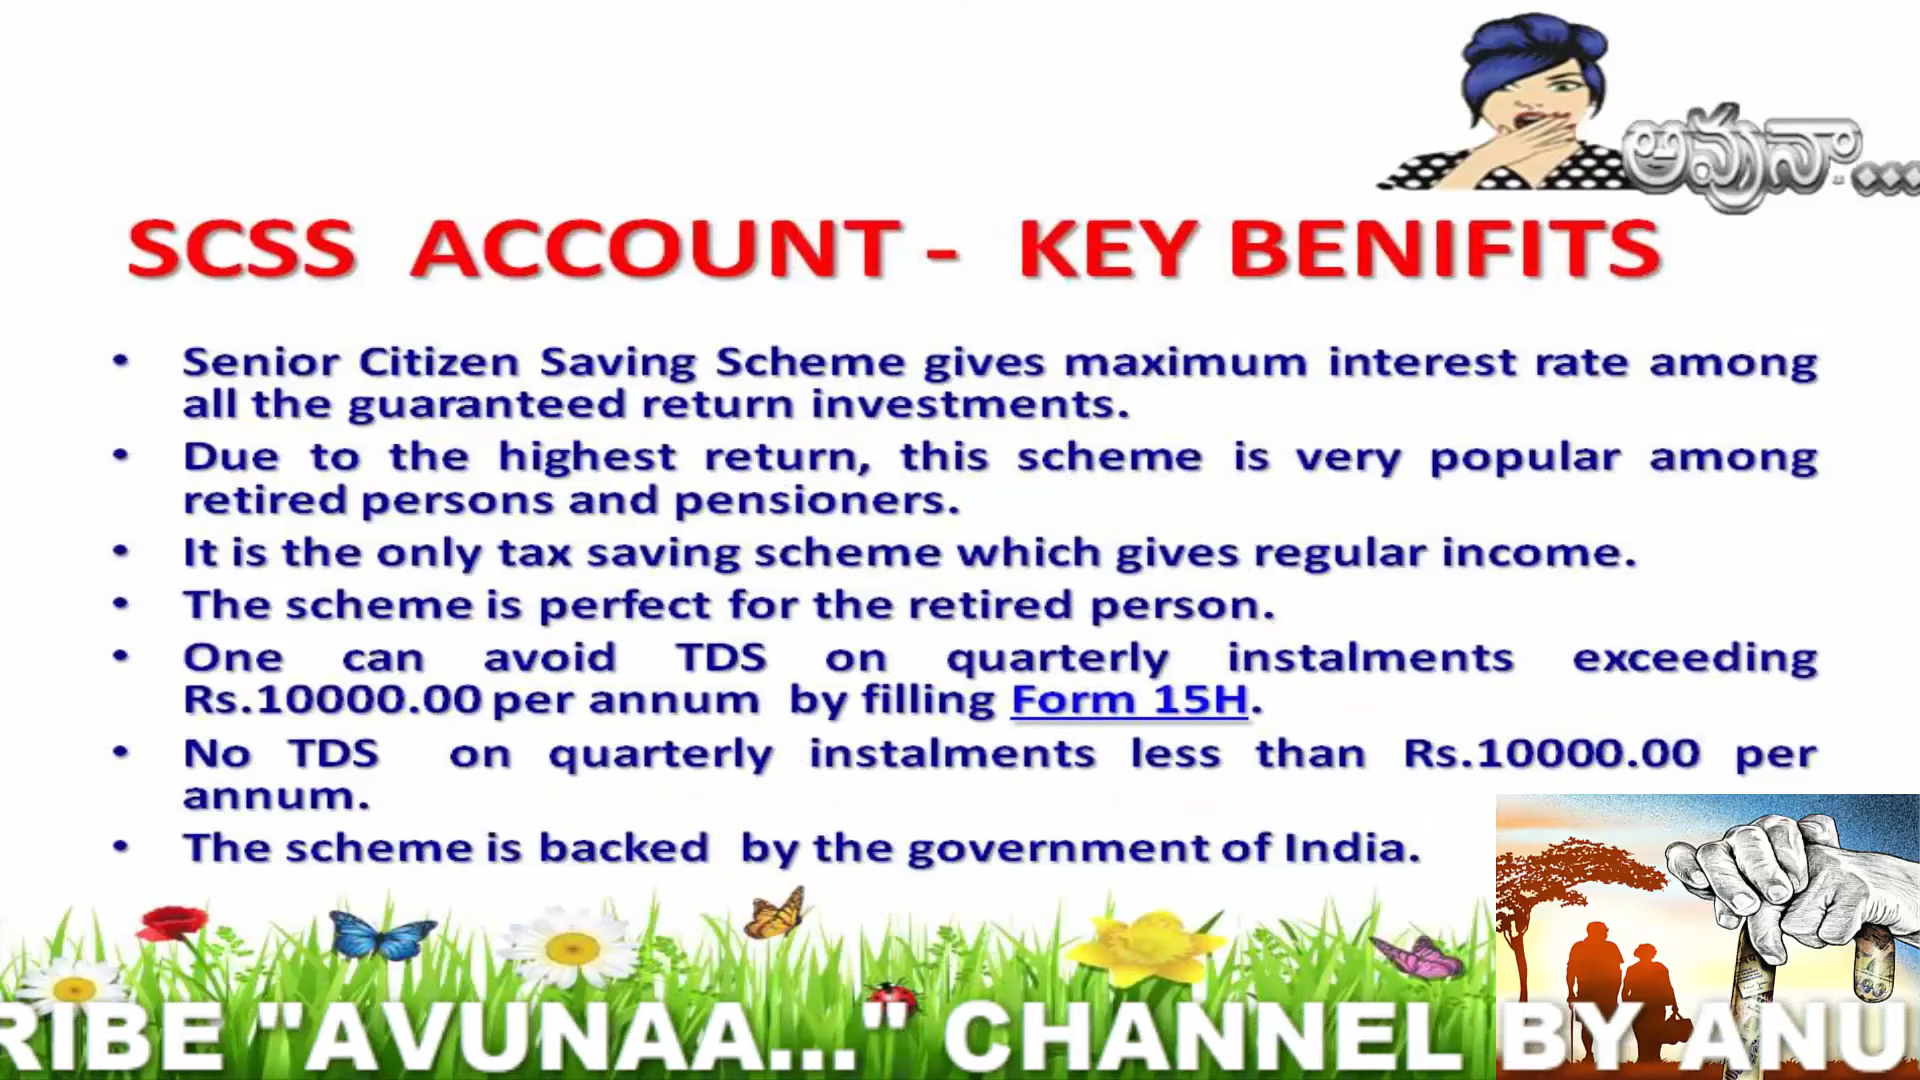 అవునా...
SCSS ACCOUNT - KEY BENIFITS
• Senior Citizen Saving Scheme gives maximum interest rate among
all the guaranteed return investments.
• Due to the highest return, this scheme is very popular among
retired persons and pensioners.
• It is the only tax saving scheme which gives regular income.
• The scheme is perfect for the retired person.
• One can avoid TDS on quarterly instalments exceeding
Rs.10000.00 per annum by filling Form 15H.
• No TDS on quarterly instalments less than Rs.10000.00 per
annum.
• The scheme is backed by the government of India.
RIBE "AVUNAA..." CHANNEL BY ANU